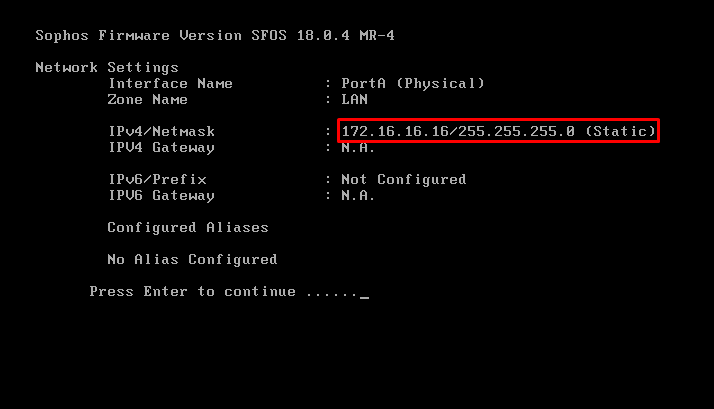 Sophos Firmware Version SFOS 18.0.4 MR-4
Network Settings
Interface Name : PortA (Physical)
Zone Name : LAN
IPv4/Netmask : 172.16.16.16/255.255.255.0 (Static)
IPV4 Gateway : N.A.
IPv6/Prefix : Not Configured
IPV6 Gateway : N.A.
Configured Aliases
No Alias Configured
Press Enter to continue ......_